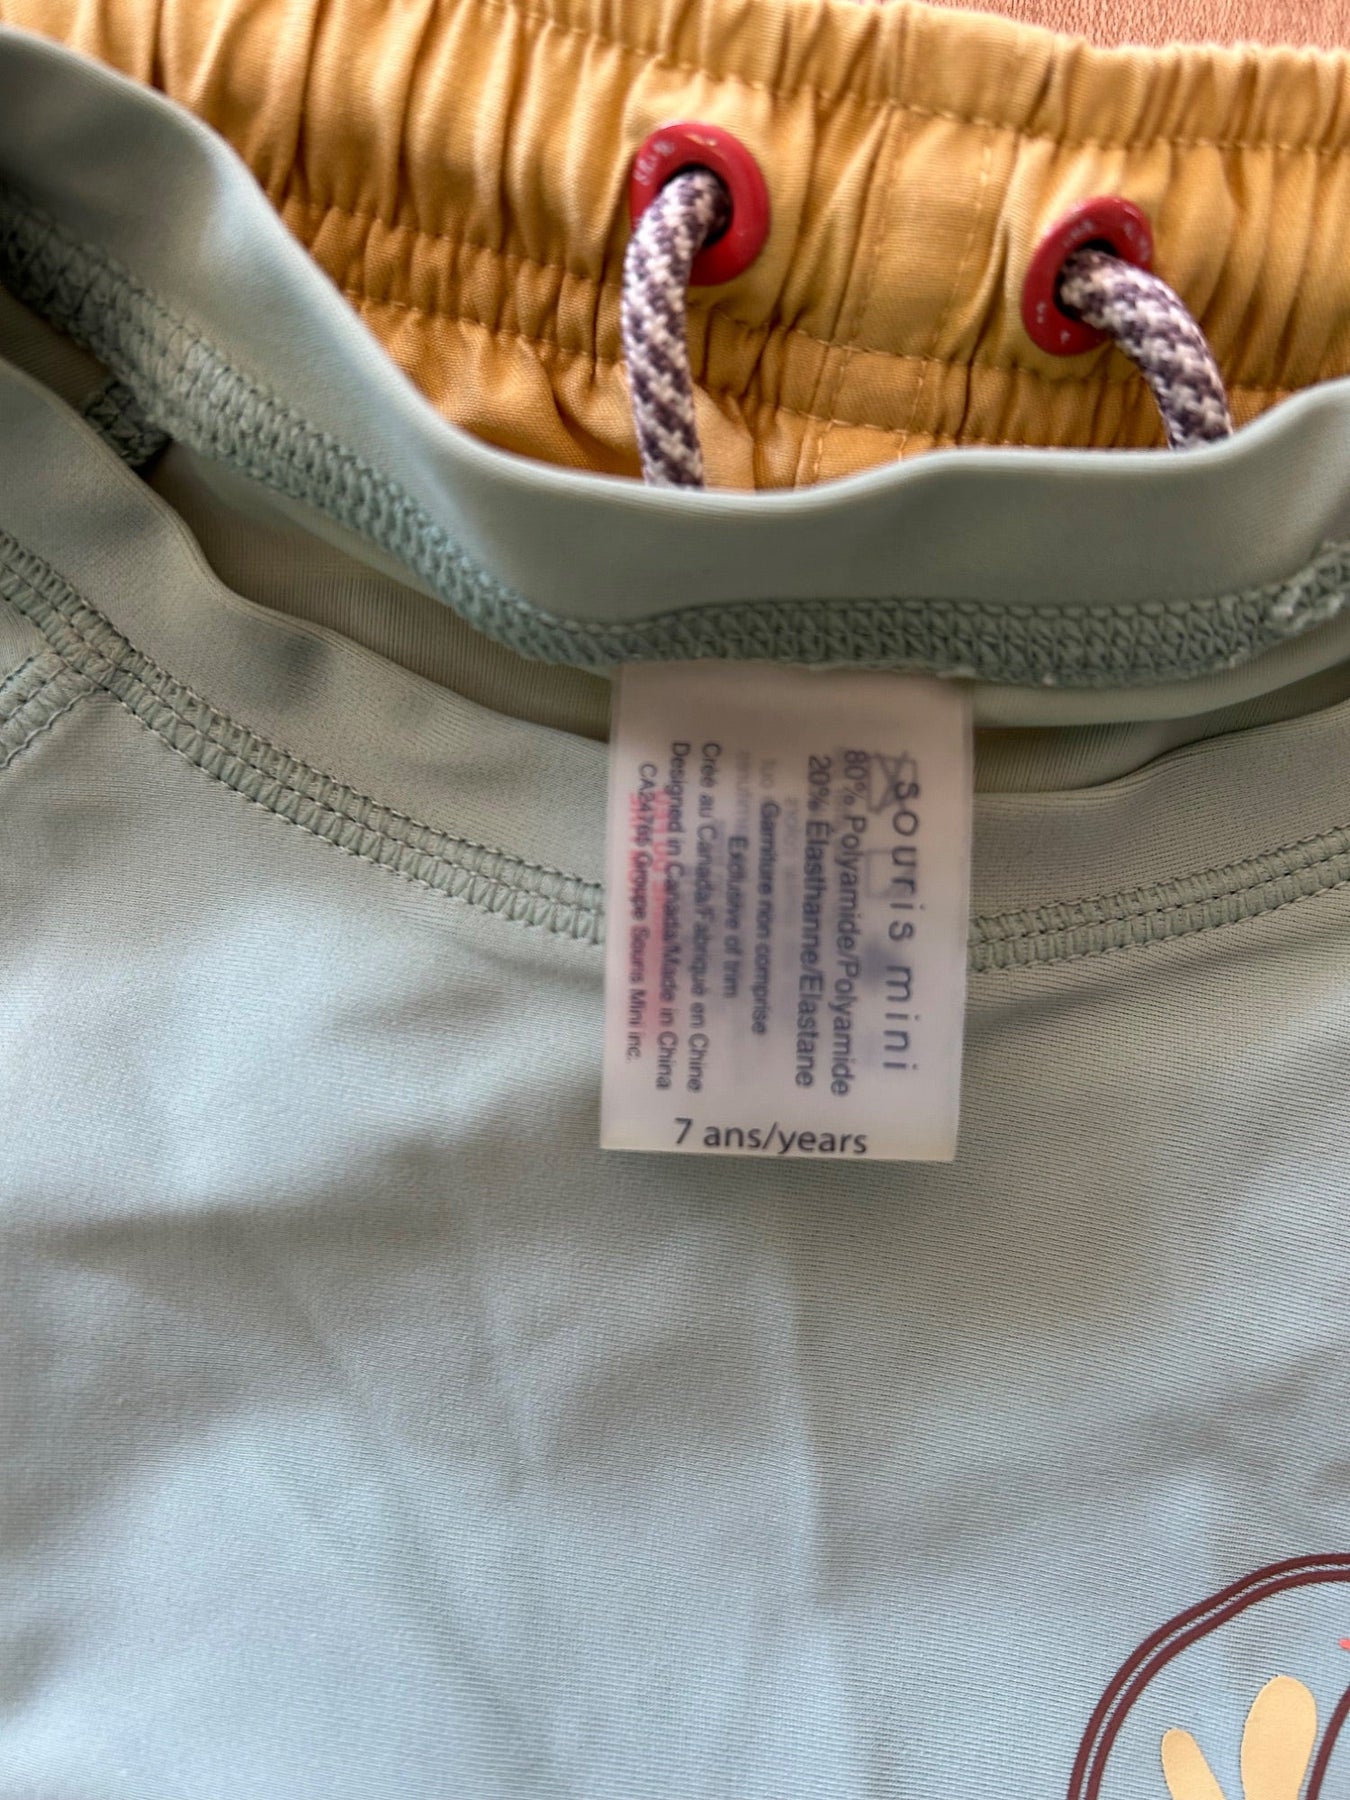 souris mini
80% Polyamide/Polyamide
20% Élasthanne/Elastane
Garniture non comprise
Exclusive of trim
Créé au Canada/Fabriqué en Chine
Designed in Canada/Made in China
Groupe Souris Mini inc.
7 ans/years